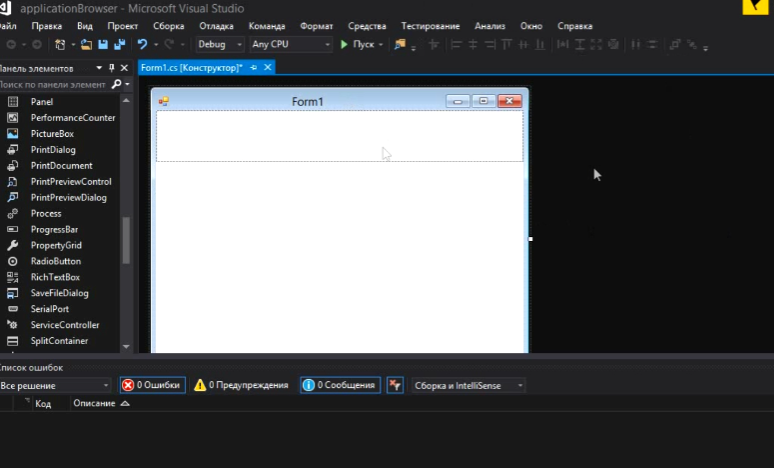 applicationBrowser - Microsoft Visual Studio
айл Правка Вид Проект Сборка Отладка Команда Формат Средства Тестирование Анализ Окно Справка
Debug Any CPU Пуск
анель элементов
Form1.cs [Конструктор]*
Поиск по панели элемент
Form1
Panel
PerformanceCounter
PictureBox
PrintDialog
PrintDocument
PrintPreviewControl
PrintPreviewDialog
Process
ProgressBar
PropertyGrid
RadioButton
RichTextBox
SaveFileDialog
SerialPort
ServiceController
SplitContainer
писок ошибок
Все решение 0 Ошибки 0 Предупреждения 0 Сообщения Сборка и IntelliSense
Код Описание